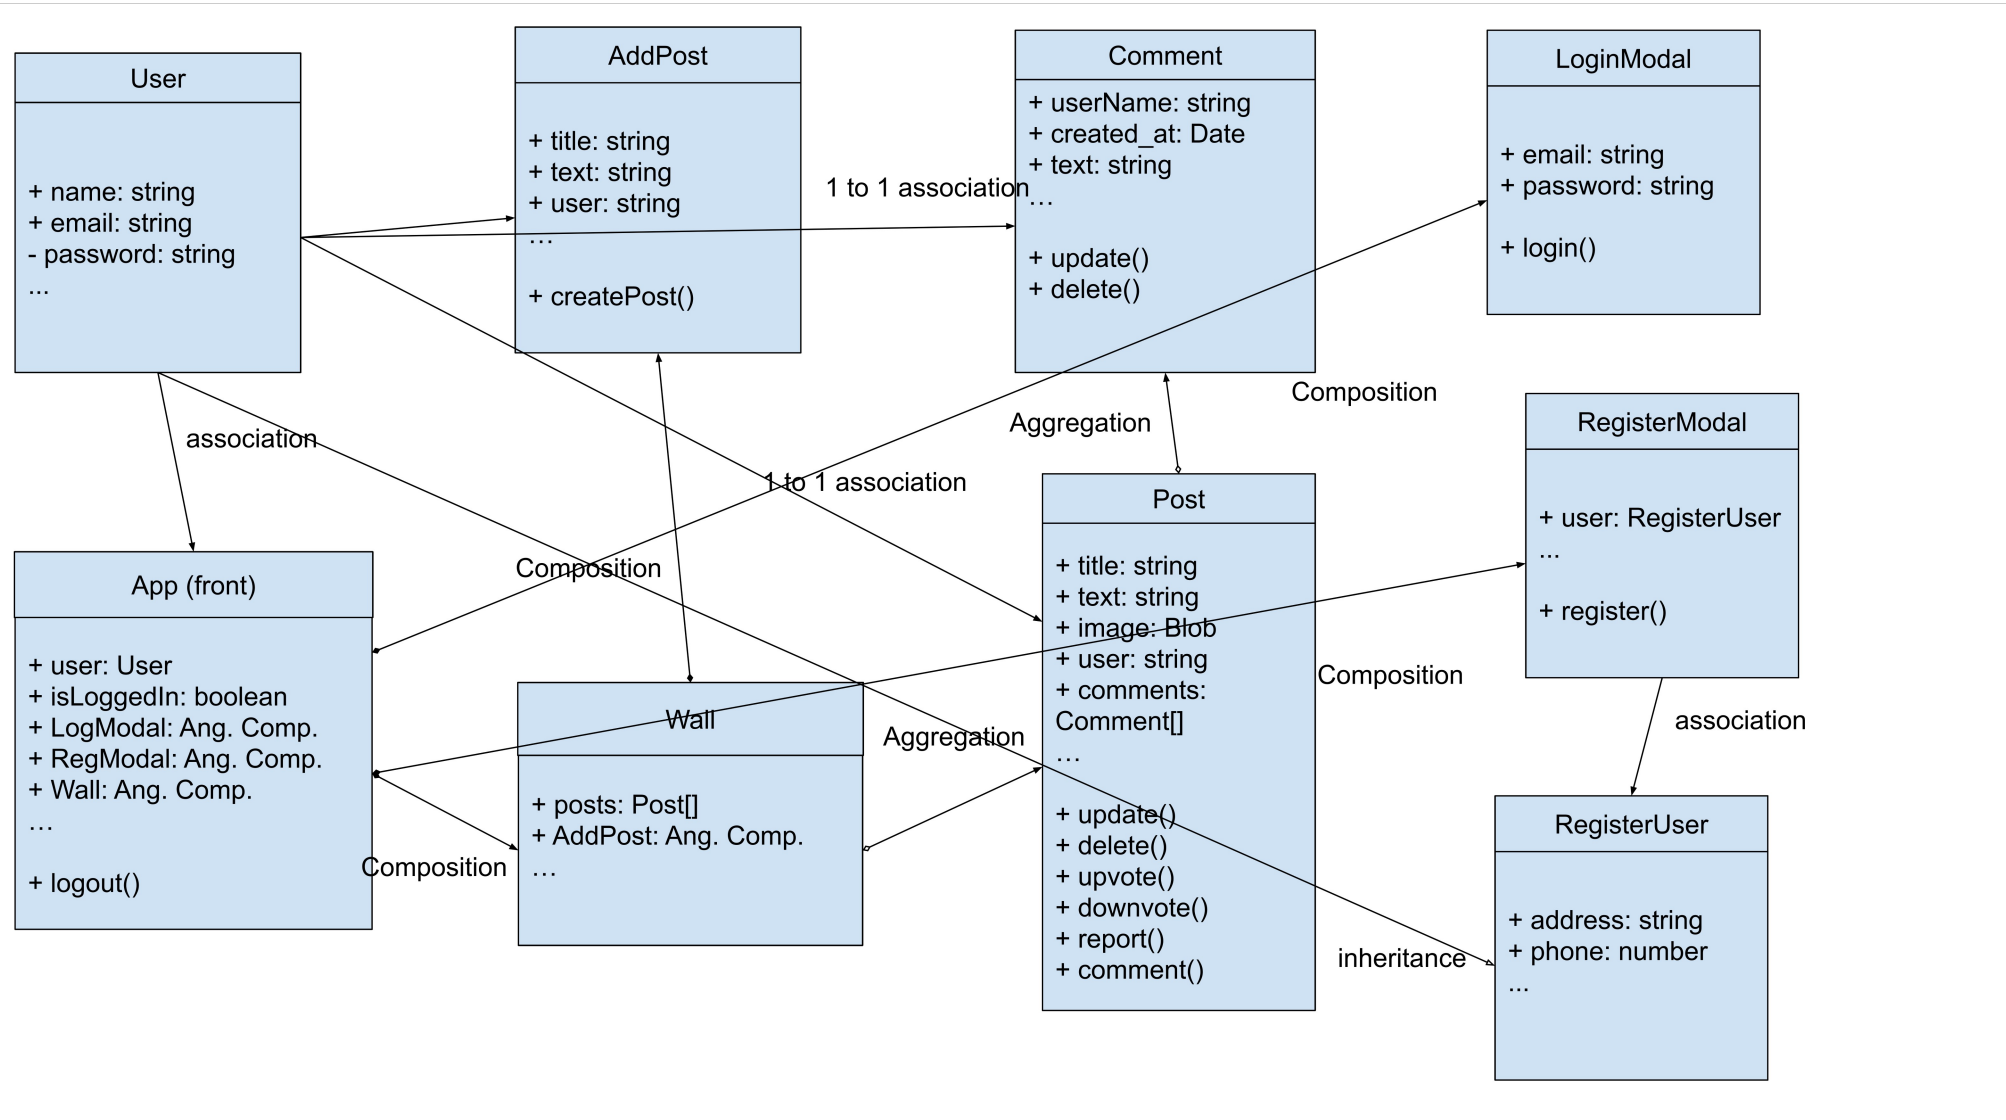 User
+ name: string
+ email: string
- password: string
...
AddPost
+ title: string
+ text: string
+ user: string
...
+ createPost()
1 to 1 association
Comment
+ userName: string
+ created_at: Date
+ text: string
...
+ update()
+ delete()
LoginModal
+ email: string
+ password: string
+ login()
association
1 to 1 association
Aggregation
Composition
Composition
App (front)
+ user: User
+ isLoggedIn: boolean
+ LogModal: Ang. Comp.
+ RegModal: Ang. Comp.
+ Wall: Ang. Comp.
...
+ logout()
Composition
Wall
+ posts: Post[]
+ AddPost: Ang. Comp.
...
Aggregation
Post
+ title: string
+ text: string
+ image: Blob
+ user: string
+ comments:
Comment[]
...
+ update()
+ delete()
+ upvote()
+ downvote()
+ report()
+ comment()
Composition
RegisterModal
+ user: RegisterUser
...
+ register()
association
inheritance
RegisterUser
+ address: string
+ phone: number
...